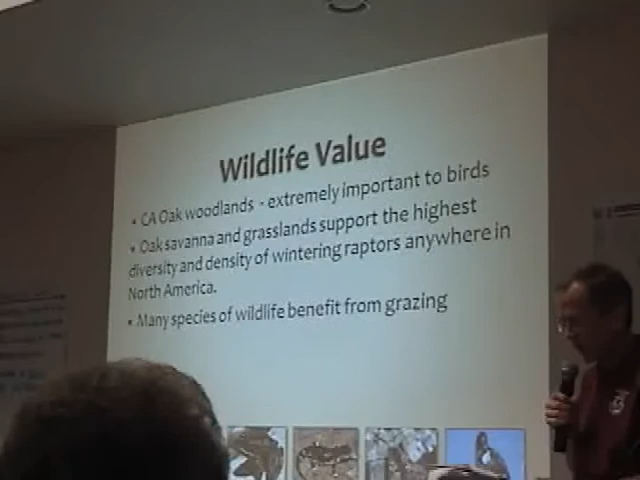 Wildlife Value
• CA Oak woodlands - extremely important to birds
• Oak savanna and grasslands support the highest
diversity and density of wintering raptors anywhere in
North America.
• Many species of wildlife benefit from grazing